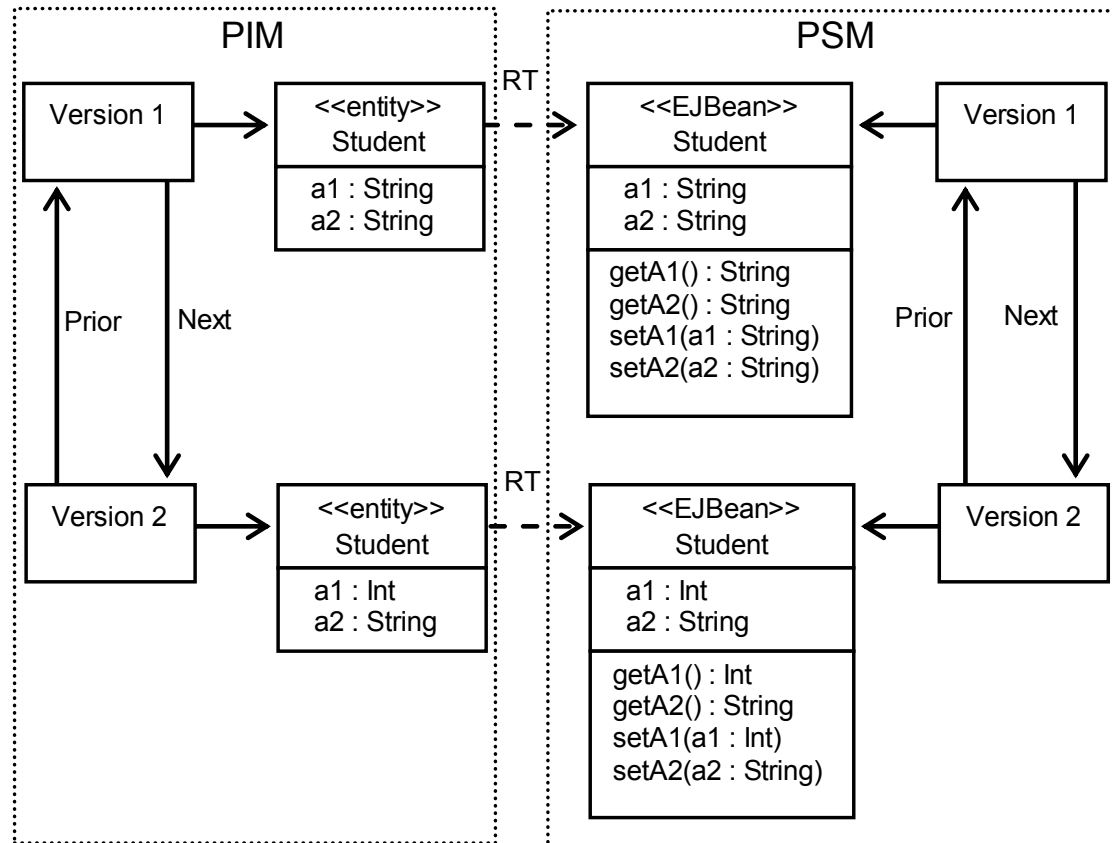 PIM
Version 1
<<entity>>
Student
a1 : String
a2 : String
Prior
Next
Version 2
<<entity>>
Student
a1 : Int
a2 : String
RT
RT
PSM
<<EJBean>>
Student
a1 : String
a2 : String
getA1() : String
getA2() : String
setA1(a1 : String)
setA2(a2 : String)
Version 1
Prior
Next
<<EJBean>>
Student
a1 : Int
a2 : String
getA1() : Int
getA2() : String
setA1(a1 : Int)
setA2(a2 : String)
Version 2